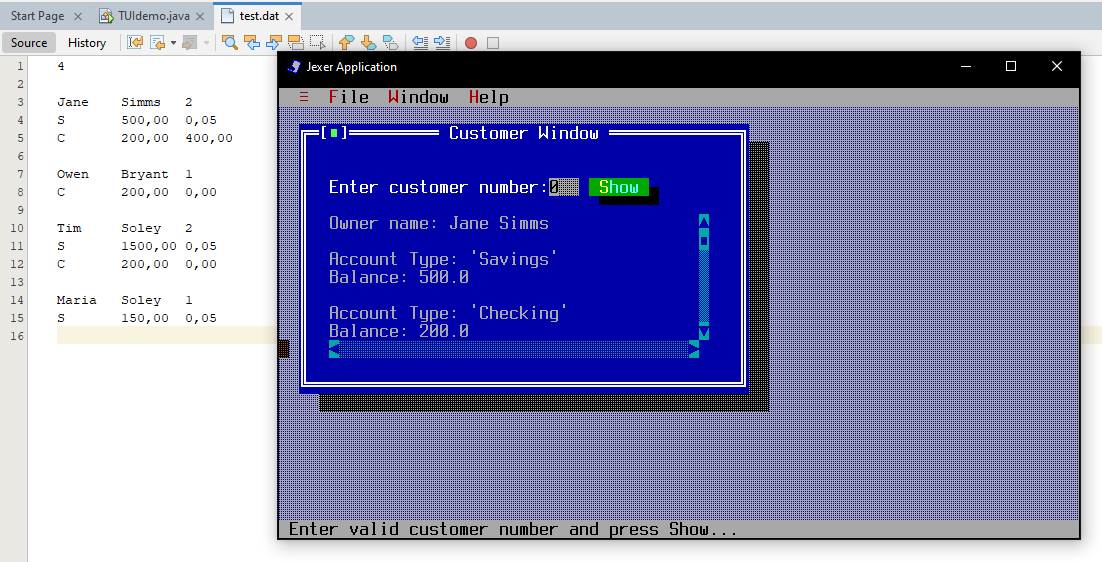 Start Page TUIdemo.java test.dat
Source History
1 4
2
3 Jane Simms 2
4 S 500,00 0,05
5 C 200,00 400,00
6
7 Owen Bryant 1
8 C 200,00 0,00
9
10 Tim Soley 2
11 S 1500,00 0,05
12 C 200,00 0,00
13
14 Maria Soley 1
15 S 150,00 0,05
16
Jexer Application
File Window Help
Customer Window
Enter customer number:0 Show
Owner name: Jane Simms
Account Type: 'Savings'
Balance: 500.0
Account Type: 'Checking'
Balance: 200.0
Enter valid customer number and press Show...